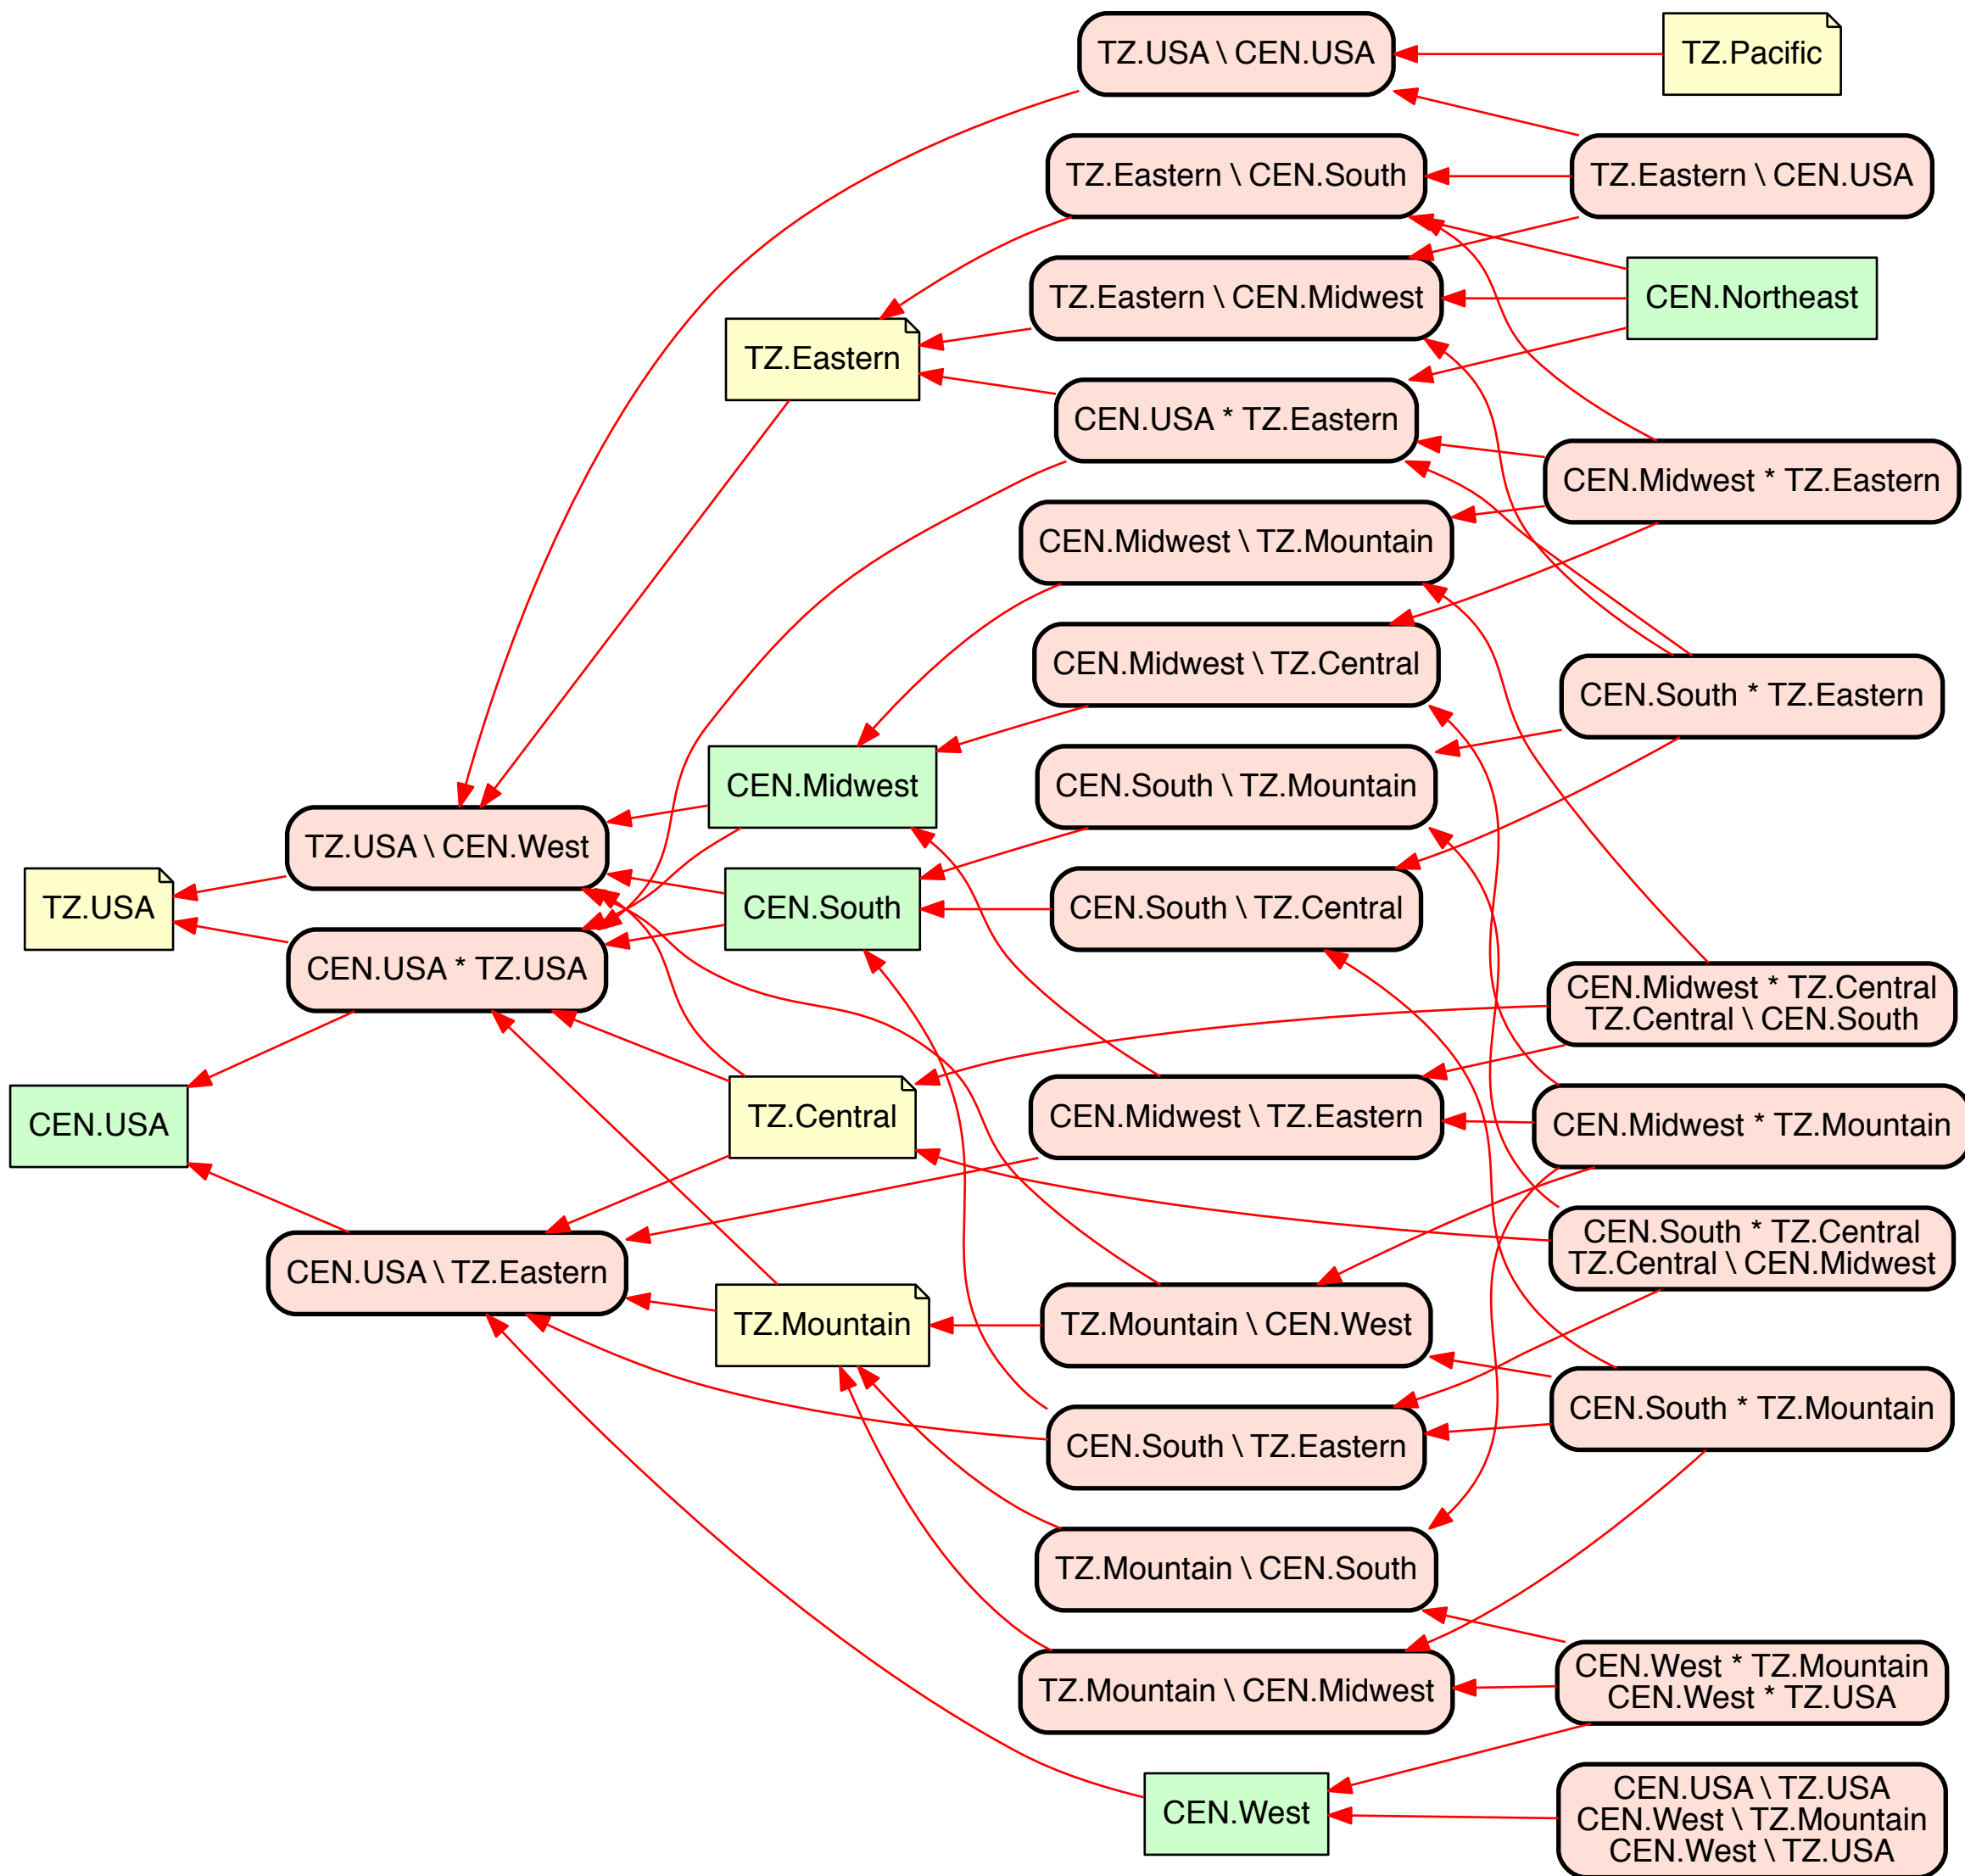 TZ.USA \ CEN.USA
TZ.Pacific
TZ.Eastern \ CEN.South
TZ.Eastern \ CEN.USA
TZ.Eastern \ CEN.Midwest
CEN.Northeast
TZ.Eastern
CEN.USA * TZ.Eastern
CEN.Midwest * TZ.Eastern
CEN.Midwest \ TZ.Mountain
CEN.Midwest \ TZ.Central
CEN.South * TZ.Eastern
CEN.Midwest
CEN.South \ TZ.Mountain
TZ.USA \ CEN.West
TZ.USA
CEN.South
CEN.South \ TZ.Central
CEN.USA * TZ.USA
CEN.Midwest * TZ.Central
TZ.Central \ CEN.South
CEN.USA
TZ.Central
CEN.Midwest \ TZ.Eastern
CEN.Midwest * TZ.Mountain
CEN.South * TZ.Central
TZ.Central \ CEN.Midwest
CEN.USA \ TZ.Eastern
TZ.Mountain
TZ.Mountain \ CEN.West
CEN.South * TZ.Mountain
CEN.South \ TZ.Eastern
TZ.Mountain \ CEN.South
TZ.Mountain \ CEN.Midwest
CEN.West * TZ.Mountain
CEN.West * TZ.USA
CEN.West
CEN.USA \ TZ.USA
CEN.West \ TZ.Mountain
CEN.West \ TZ.USA